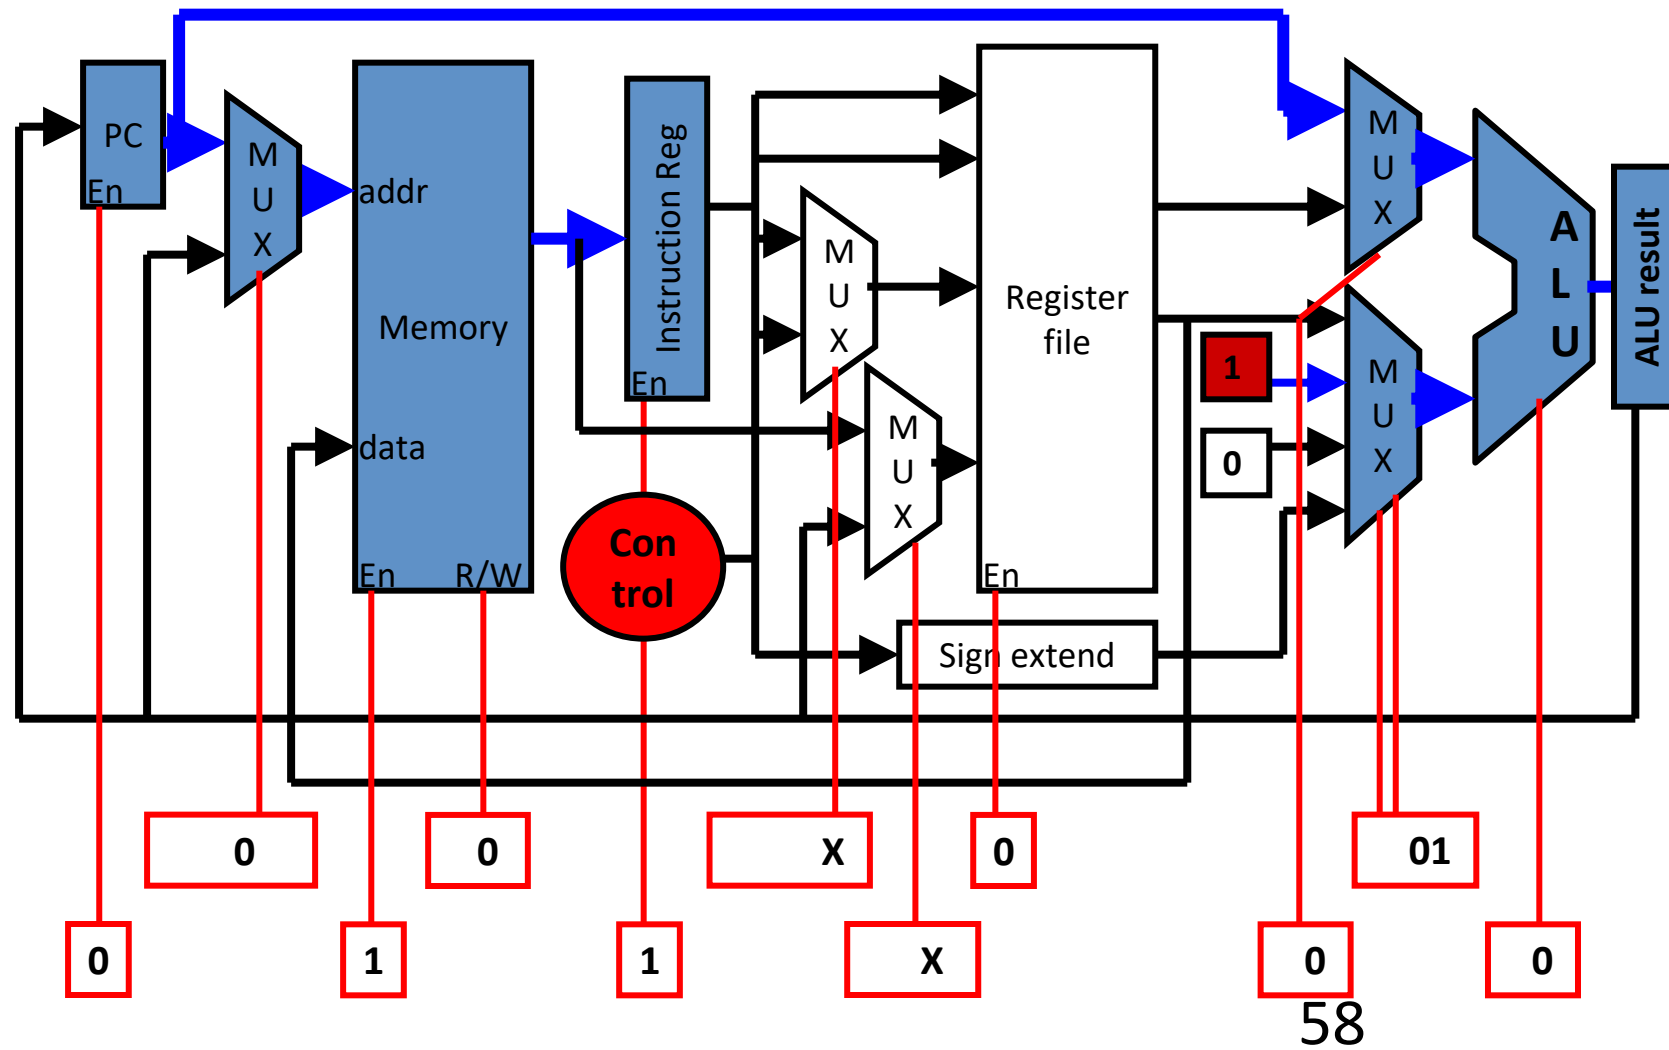 PC
En
M
U
X
addr
Memory
data
En
R/W
Instruction Reg
En
Con
trol
M
U
X
M
U
X
Register
file
En
Sign extend
M
U
X
1
0
M
U
X
A
L
U
ALU result
0
0
X
0
01
0
1
1
X
0
0
58